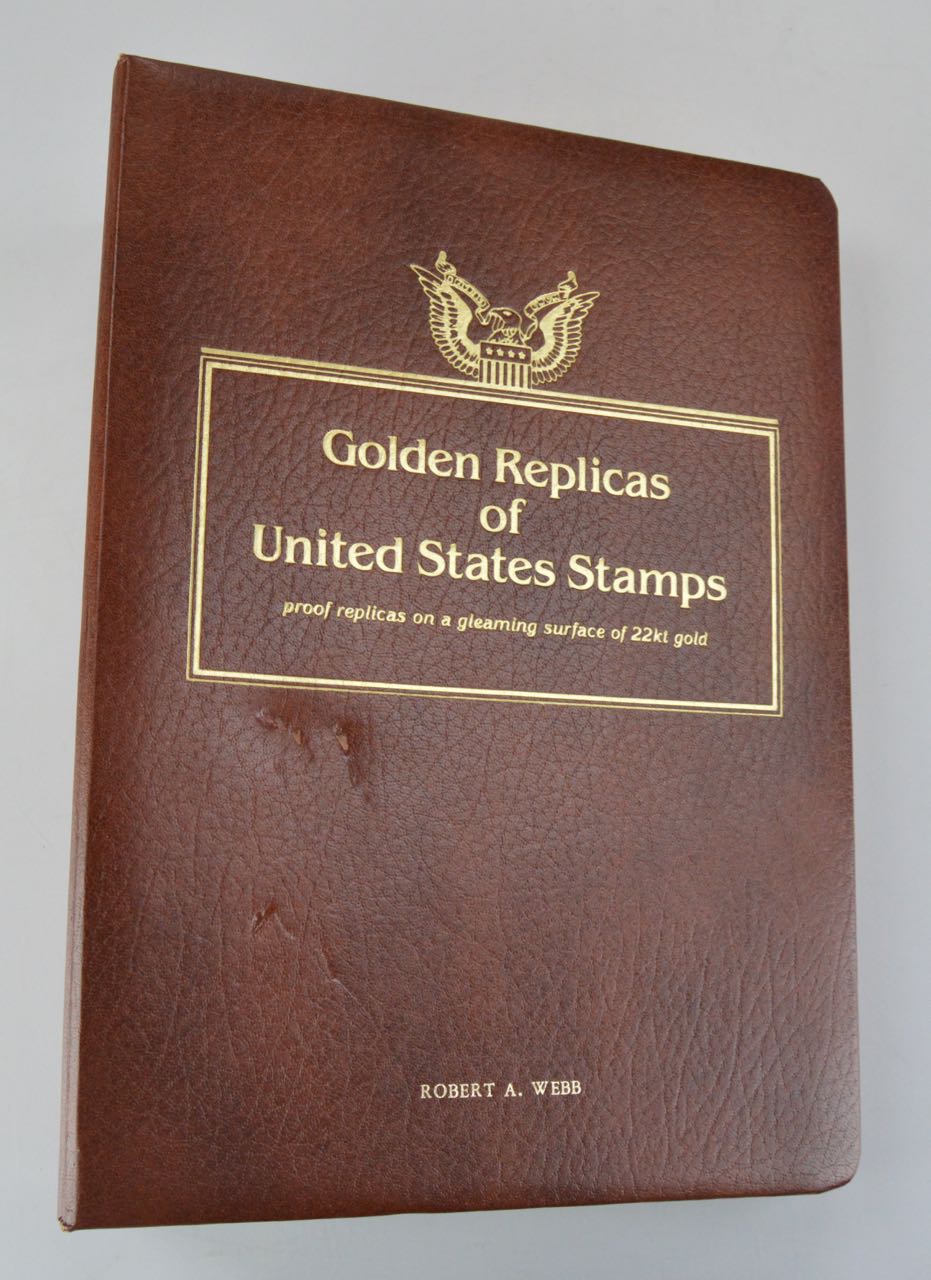 Golden Replicas
of
United States Stamps
proof replicas on a gleaming surface of 22kt gold
ROBERT A. WEBB